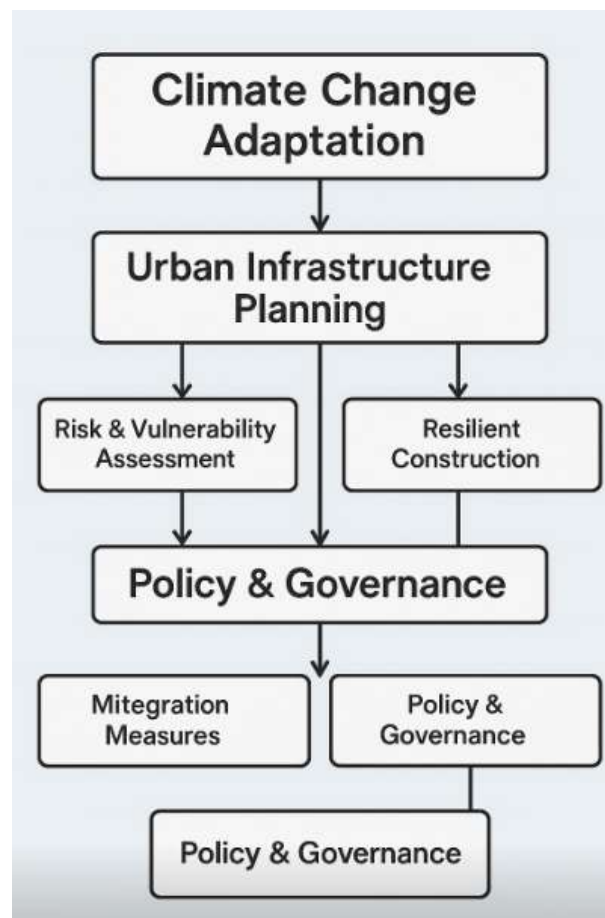 Climate Change
Adaptation
Urban Infrastructure
Planning
Risk & Vulnerability
Assessment
Resilient
Construction
Policy & Governance
Mitegration
Measures
Policy &
Governance
Policy & Governance